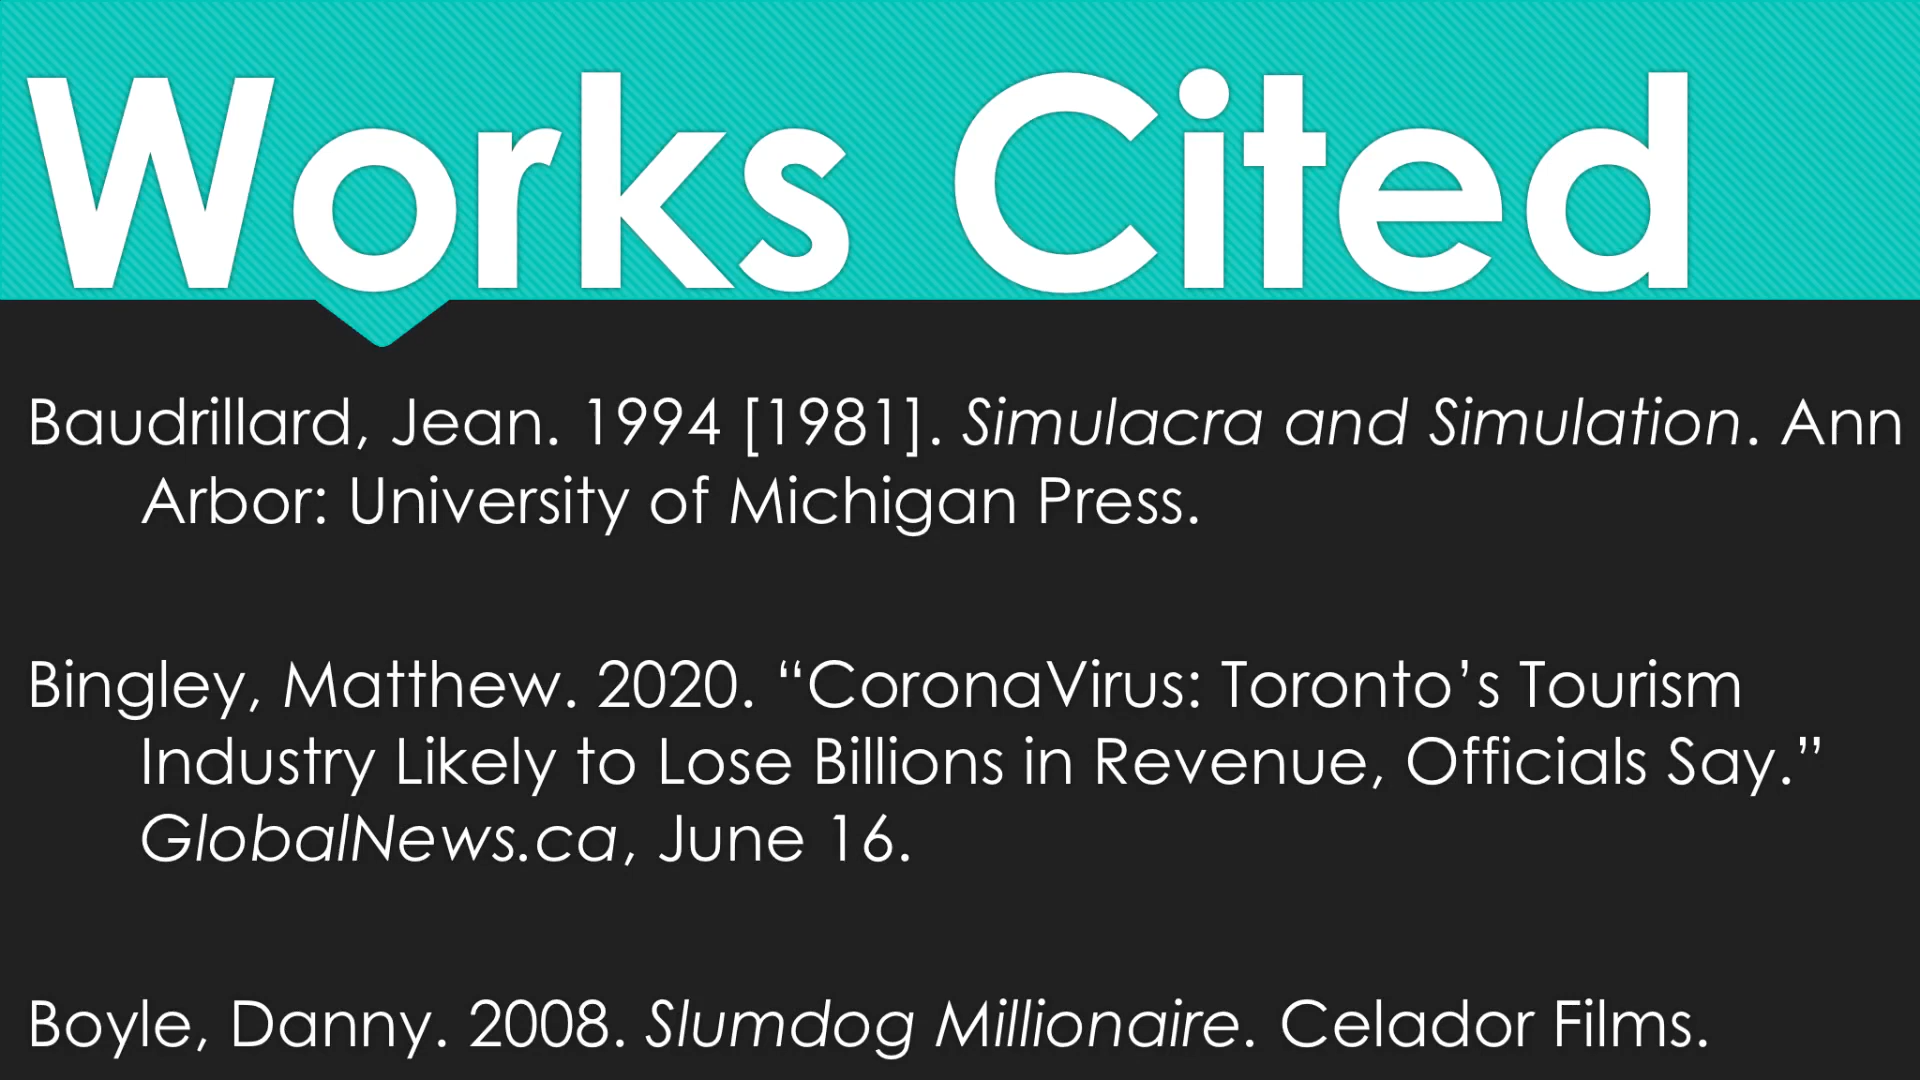 Works Cited
Baudrillard, Jean. 1994 [1981]. Simulacra and Simulation. Ann
Arbor: University of Michigan Press.
Bingley, Matthew. 2020. “CoronaVirus: Toronto’s Tourism
Industry Likely to Lose Billions in Revenue, Officials Say.”
GlobalNews.ca, June 16.
Boyle, Danny. 2008. Slumdog Millionaire. Celador Films.